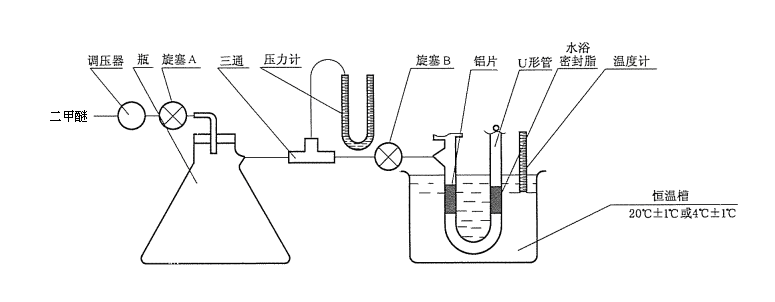 调压器
瓶
旋塞A
三通
压力计
旋塞B
铝片
U形管
水浴
密封脂
温度计
二甲醚
恒温槽
20℃±1℃或4℃±1℃